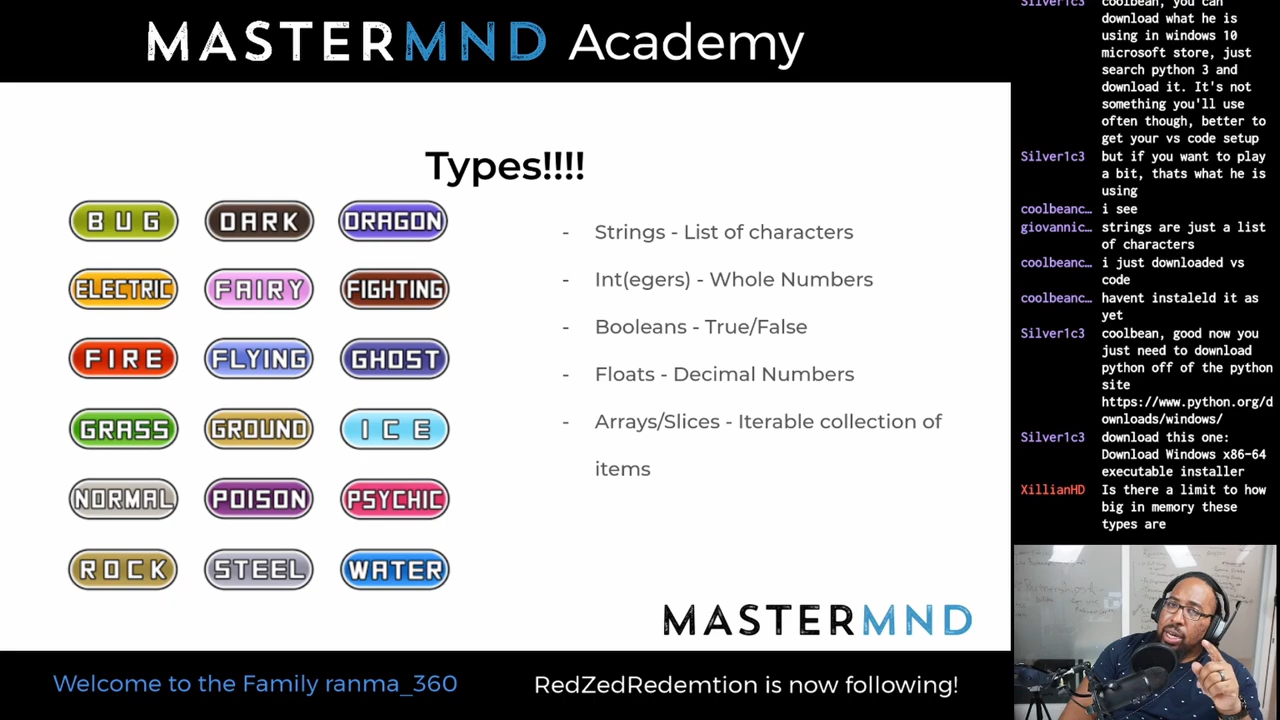 MASTERMND Academy
Types!!!!
BUG DARK DRAGON
ELECTRIC FAIRY FIGHTING
FIRE FLYING GHOST
GRASS GROUND ICE
NORMAL POISON PSYCHIC
ROCK STEEL WATER
- Strings - List of characters
- Int(egers) - Whole Numbers
- Booleans - True/False
- Floats - Decimal Numbers
- Arrays/Slices - Iterable collection of
items
MASTERMND
Welcome to the Family ranma_360
RedZedRedemtion is now following!
Silver1c3 coolbean, you can
download what he is
using in windows 10
microsoft store, just
search python 3 and
download it. It's not
something you'll use
often though, better to
get your vs code setup
Silver1c3 but if you want to play
a bit, thats what he is
using
coolbeanc… i see
giovannic… strings are just a list
of characters
coolbeanc… i just downloaded vs
code
coolbeanc… havent instaleld it as
yet
Silver1c3 coolbean, good now you
just need to download
python off of the python
site
https://www.python.org/d
ownloads/windows/
Silver1c3 download this one:
Download Windows x86-64
executable installer
XillianHD Is there a limit to how
big in memory these
types are